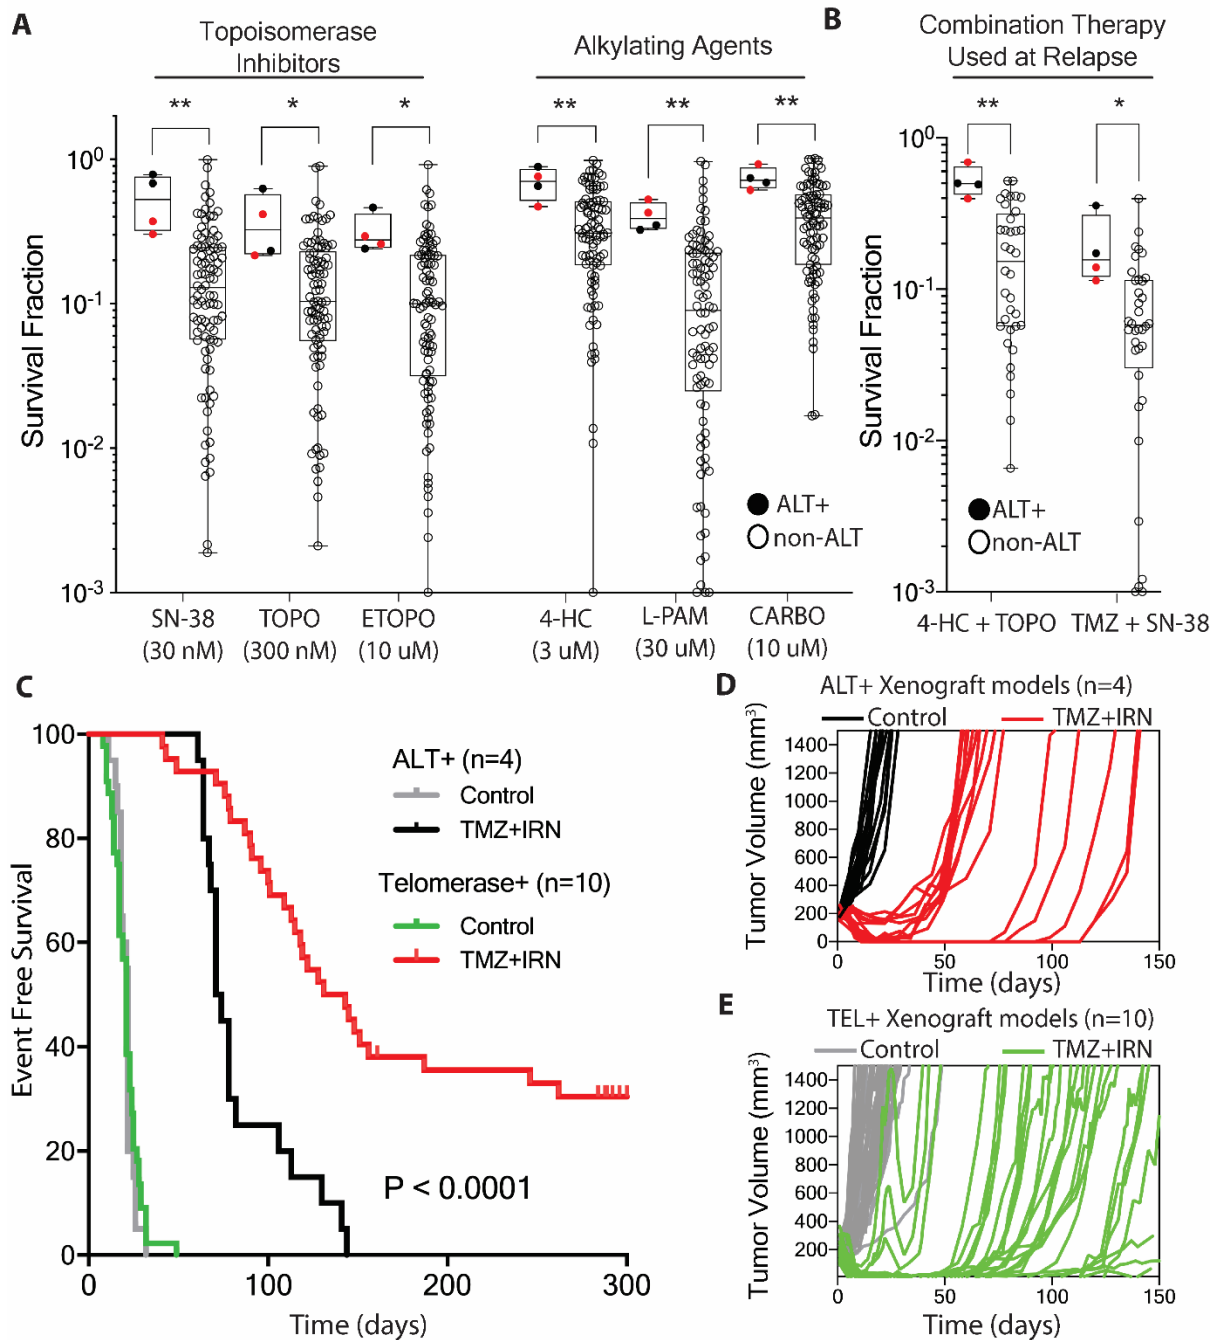 A
Topoisomerase
Inhibitors
Alkylating Agents
** * * ** ** **
Survival Fraction
10⁰
10⁻¹
10⁻²
10⁻³
ALT+
non-ALT
SN-38 TOPO ETOPO 4-HC L-PAM CARBO
(30 nM) (300 nM) (10 uM) (3 uM) (30 uM) (10 uM)
B
Combination Therapy
Used at Relapse
** *
Survival Fraction
10⁰
10⁻¹
10⁻²
10⁻³
ALT+
non-ALT
4-HC + TOPO TMZ + SN-38
C
Event Free Survival
100
80
60
40
20
0
ALT+ (n=4)
Control
TMZ+IRN
Telomerase+ (n=10)
Control
TMZ+IRN
P < 0.0001
0 100 200 300
Time (days)
D
ALT+ Xenograft models (n=4)
Control TMZ+IRN
Tumor Volume (mm³)
1400
1200
1000
800
600
400
200
0
0 50 100 150
Time (days)
E
TEL+ Xenograft models (n=10)
Control TMZ+IRN
Tumor Volume (mm³)
1400
1200
1000
800
600
400
200
0 50 100 150
Time (days)